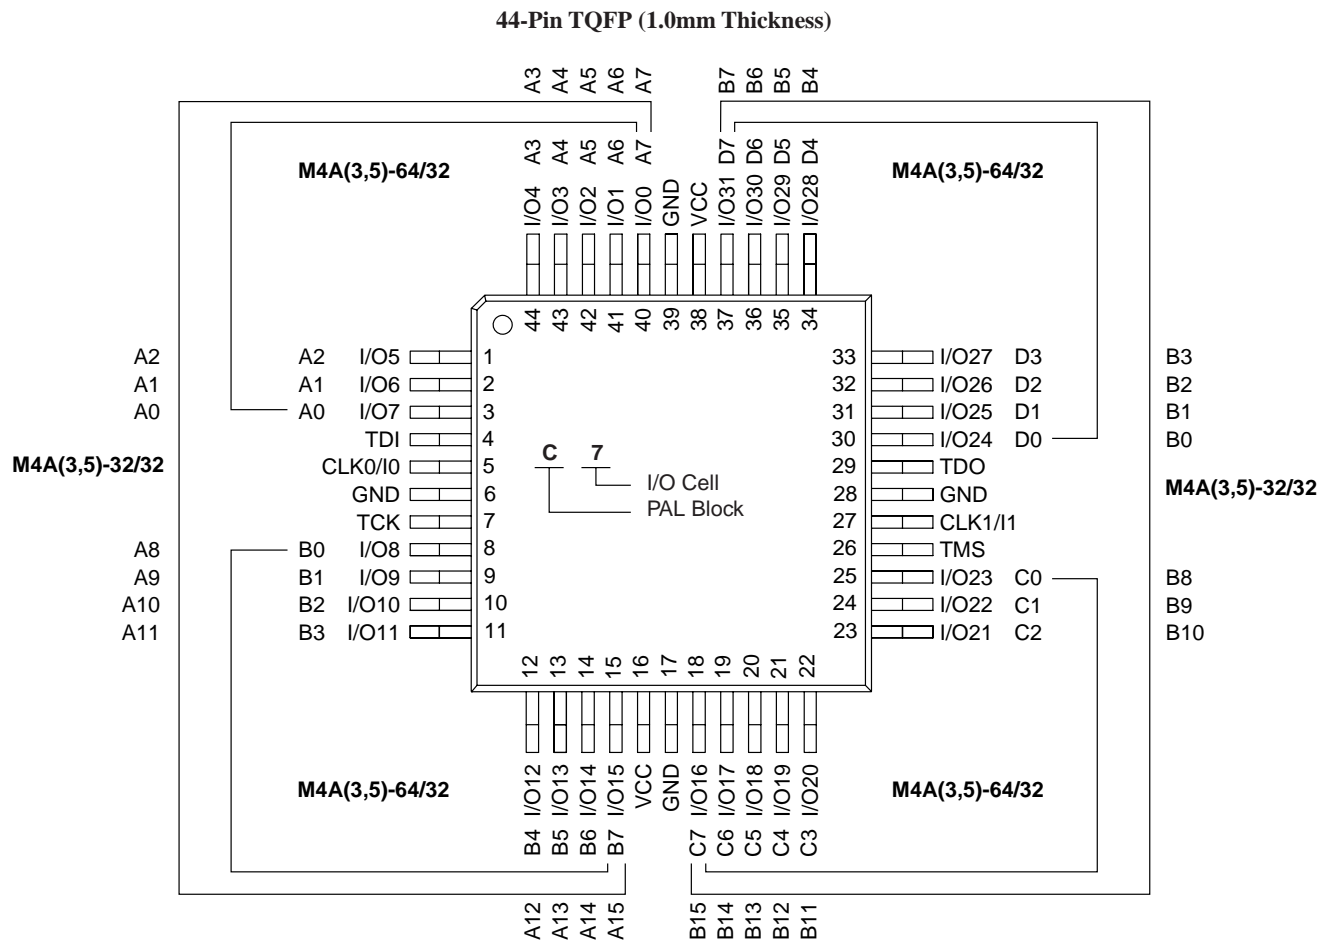 44-Pin TQFP (1.0mm Thickness)
A3 A4 A5 A6 A7 B7 B6 B5 B4
A3 A4 A5 A6 A7 D7 D6 D5 D4
M4A(3,5)-64/32 M4A(3,5)-64/32
I/O4 I/O3 I/O2 I/O1 I/O0 GND VCC I/O31 I/O30 I/O29 I/O28
44 43 42 41 40 39 38 37 36 35 34
A2 A2 I/O5 1 33 I/O27 D3 B3
A1 A1 I/O6 2 32 I/O26 D2 B2
A0 A0 I/O7 3 31 I/O25 D1 B1
TDI 4 30 I/O24 D0 B0
M4A(3,5)-32/32 CLK0/I0 5 C 7 29 TDO
GND 6 I/O Cell 28 GND M4A(3,5)-32/32
TCK 7 PAL Block 27 CLK1/I1
A8 B0 I/O8 8 26 TMS
A9 B1 I/O9 9 25 I/O23 C0 B8
A10 B2 I/O10 10 24 I/O22 C1 B9
A11 B3 I/O11 11 23 I/O21 C2 B10
12 13 14 15 16 17 18 19 20 21 22
I/O12 I/O13 I/O14 I/O15 VCC GND I/O16 I/O17 I/O18 I/O19 I/O20
M4A(3,5)-64/32 M4A(3,5)-64/32
B4 B5 B6 B7 C7 C6 C5 C4 C3
A12 A13 A14 A15 B15 B14 B13 B12 B11